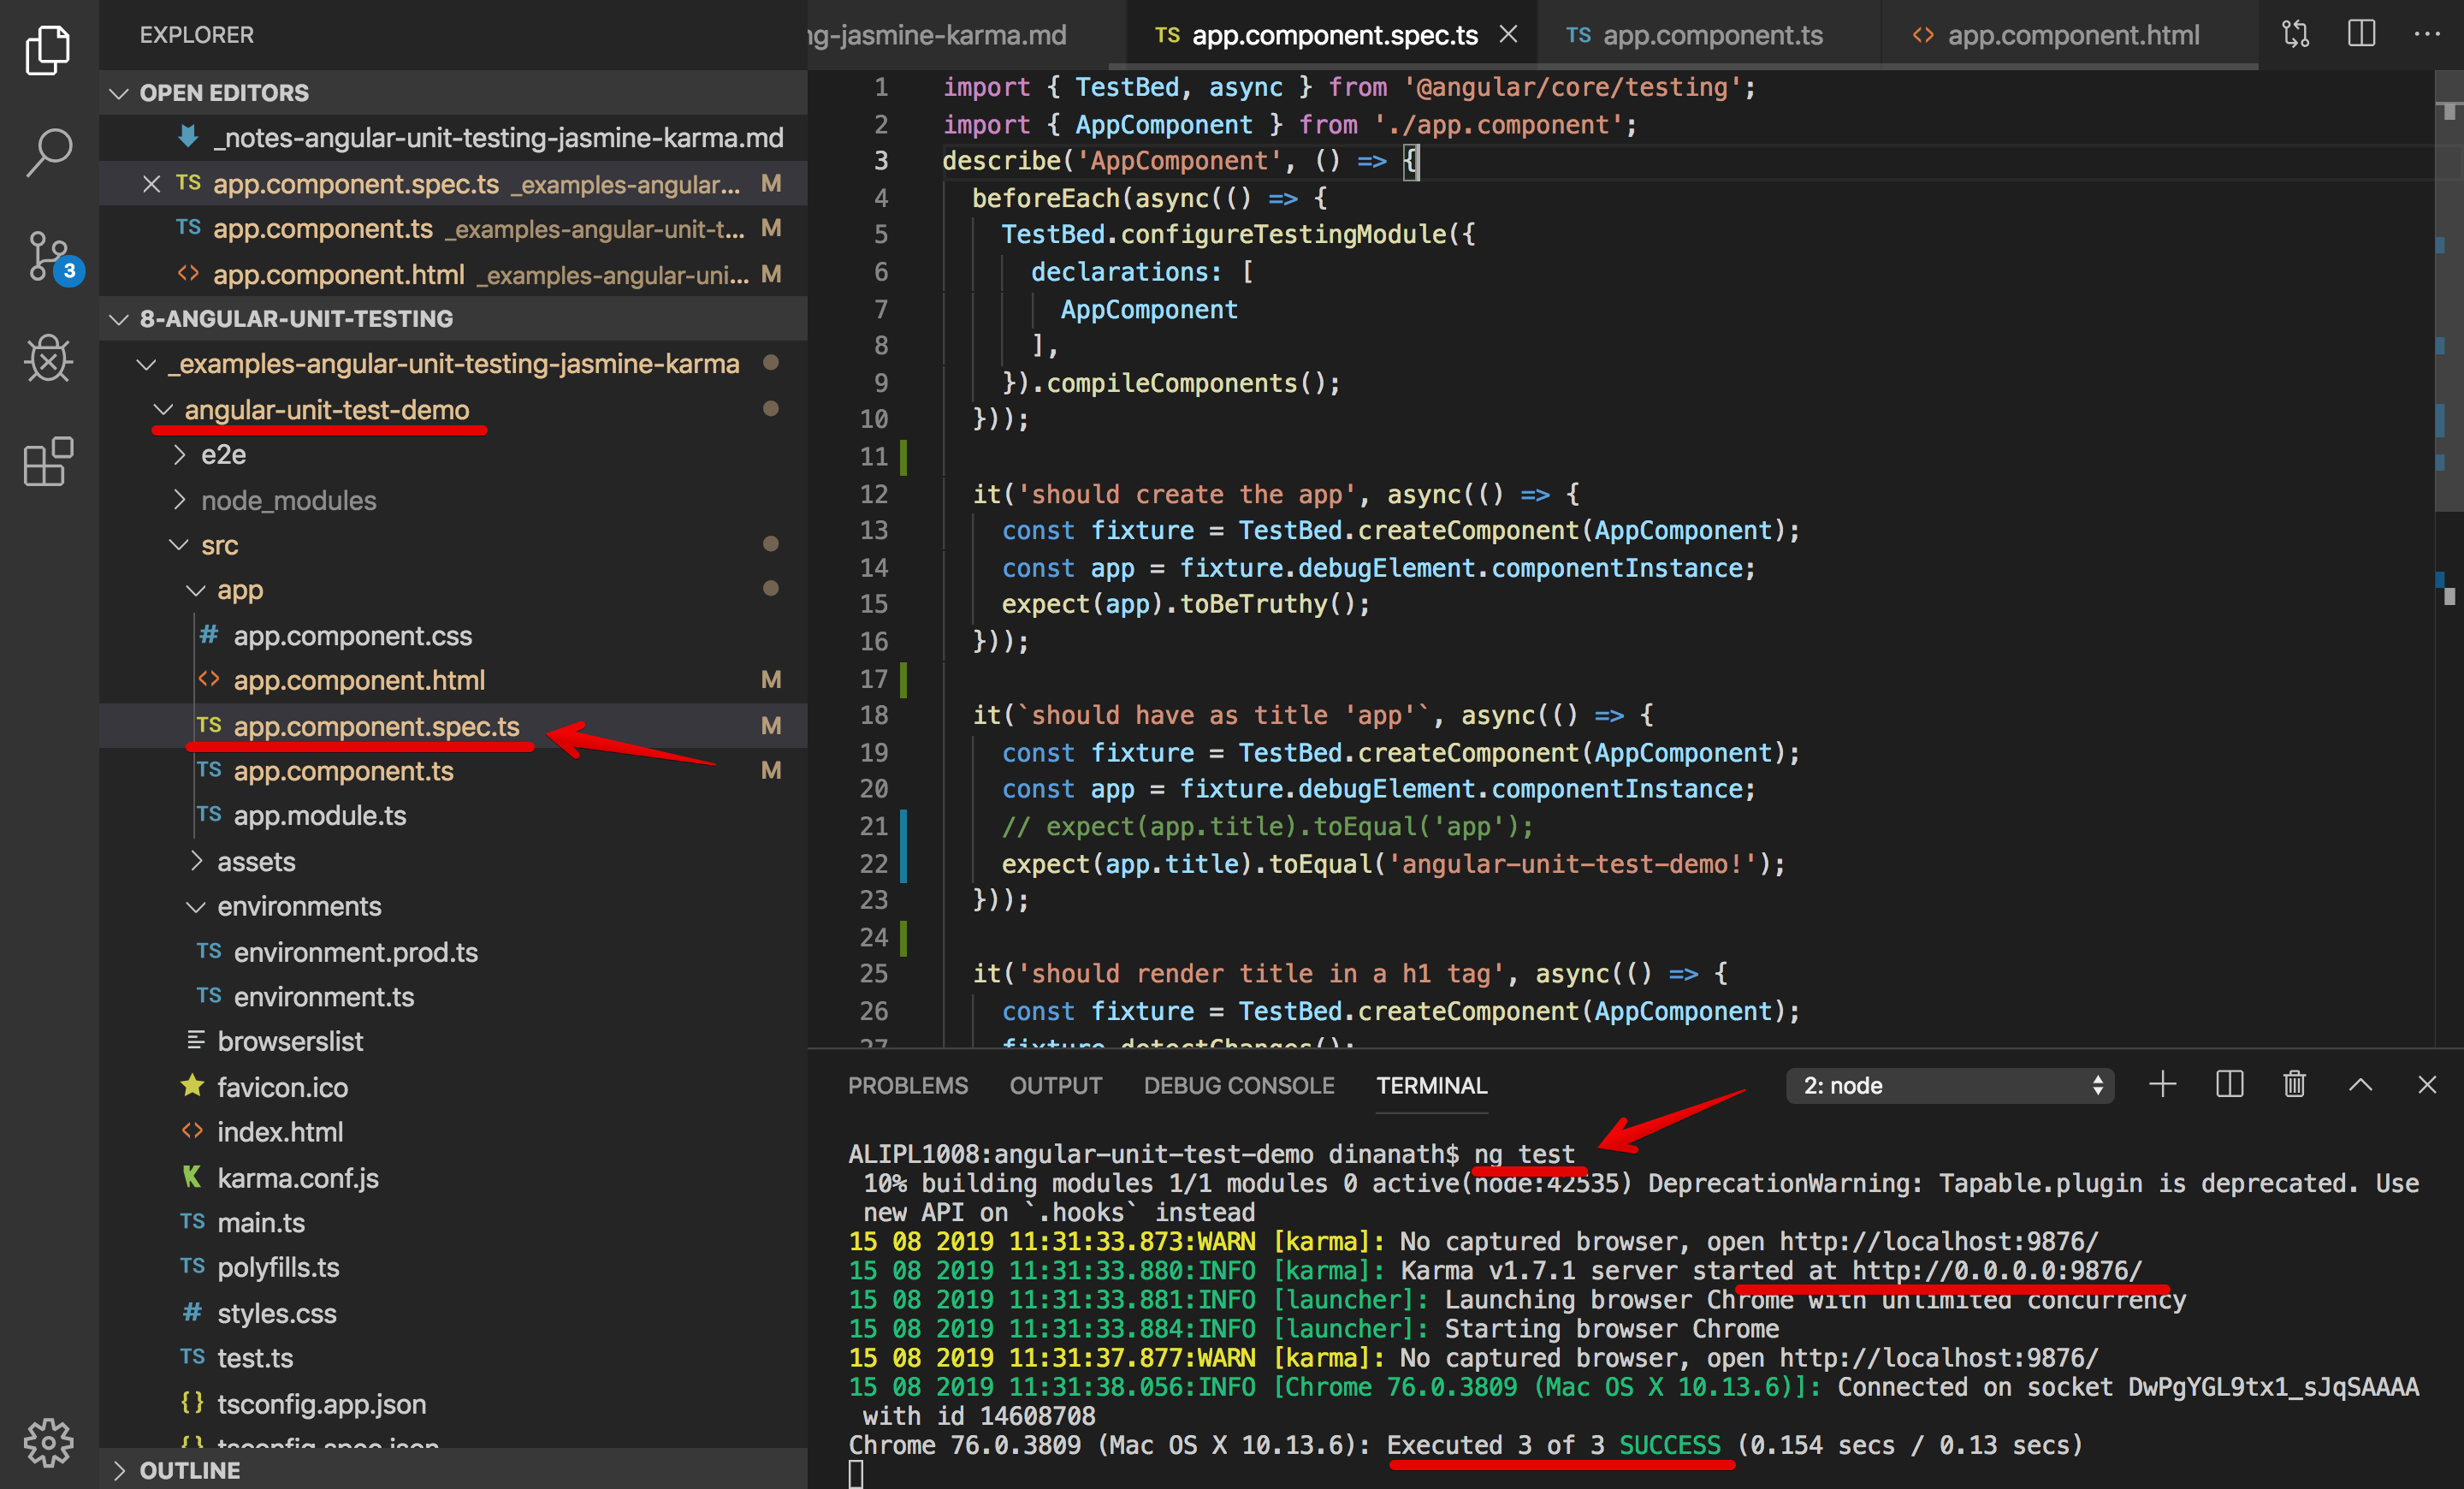 EXPLORER
OPEN EDITORS
_notes-angular-unit-testing-jasmine-karma.md
TS app.component.spec.ts _examples-angular... M
TS app.component.ts _examples-angular-unit-t... M
<> app.component.html _examples-angular-uni... M
3
8-ANGULAR-UNIT-TESTING
_examples-angular-unit-testing-jasmine-karma
angular-unit-test-demo
e2e
node_modules
src
app
# app.component.css
<> app.component.html M
TS app.component.spec.ts M
TS app.component.ts M
TS app.module.ts
assets
environments
TS environment.prod.ts
TS environment.ts
browserslist
favicon.ico
<> index.html
K karma.conf.js
TS main.ts
TS polyfills.ts
# styles.css
TS test.ts
{} tsconfig.app.json
{} tsconfig.spec.json
OUTLINE
ng-jasmine-karma.md
TS app.component.spec.ts
TS app.component.ts
<> app.component.html
1 import { TestBed, async } from '@angular/core/testing';
2 import { AppComponent } from './app.component';
3 describe('AppComponent', () => {
4 beforeEach(async(() => {
5 TestBed.configureTestingModule({
6 declarations: [
7 AppComponent
8 ],
9 }).compileComponents();
10 }));
11
12 it('should create the app', async(() => {
13 const fixture = TestBed.createComponent(AppComponent);
14 const app = fixture.debugElement.componentInstance;
15 expect(app).toBeTruthy();
16 }));
17
18 it(`should have as title 'app'`, async(() => {
19 const fixture = TestBed.createComponent(AppComponent);
20 const app = fixture.debugElement.componentInstance;
21 // expect(app.title).toEqual('app');
22 expect(app.title).toEqual('angular-unit-test-demo!');
23 }));
24
25 it('should render title in a h1 tag', async(() => {
26 const fixture = TestBed.createComponent(AppComponent);
27 fixture.detectChanges();
PROBLEMS OUTPUT DEBUG CONSOLE TERMINAL 2: node
ALIPL1008:angular-unit-test-demo dinanath$ ng test
10% building modules 1/1 modules 0 active(node:42535) DeprecationWarning: Tapable.plugin is deprecated. Use
new API on `.hooks` instead
15 08 2019 11:31:33.873:WARN [karma]: No captured browser, open http://localhost:9876/
15 08 2019 11:31:33.880:INFO [karma]: Karma v1.7.1 server started at http://0.0.0.0:9876/
15 08 2019 11:31:33.881:INFO [launcher]: Launching browser Chrome with unlimited concurrency
15 08 2019 11:31:33.884:INFO [launcher]: Starting browser Chrome
15 08 2019 11:31:37.877:WARN [karma]: No captured browser, open http://localhost:9876/
15 08 2019 11:31:38.056:INFO [Chrome 76.0.3809 (Mac OS X 10.13.6)]: Connected on socket DwPgYGL9tx1_sJqSAAAA
with id 14608708
Chrome 76.0.3809 (Mac OS X 10.13.6): Executed 3 of 3 SUCCESS (0.154 secs / 0.13 secs)